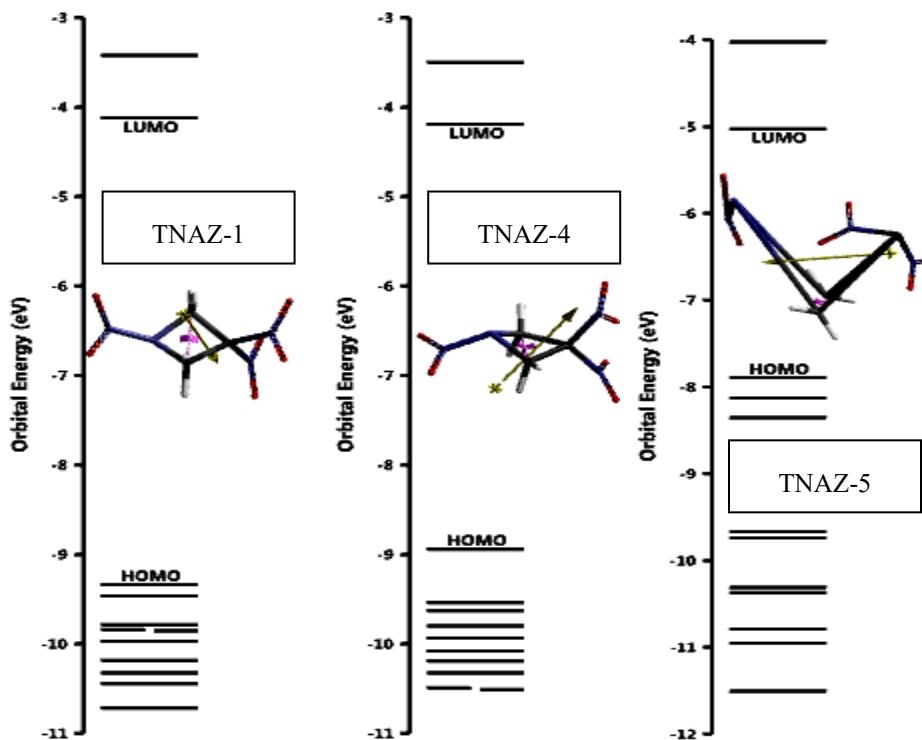 -3
-4
-5
-6
-7
-8
-9
-10
-11
Orbital Energy (eV)
LUMO
TNAZ-1
HOMO
-3
-4
-5
-6
-7
-8
-9
-10
-11
Orbital Energy (eV)
LUMO
TNAZ-4
HOMO
-4
-5
-6
-7
-8
-9
-10
-11
-12
Orbital Energy (eV)
LUMO
HOMO
TNAZ-5